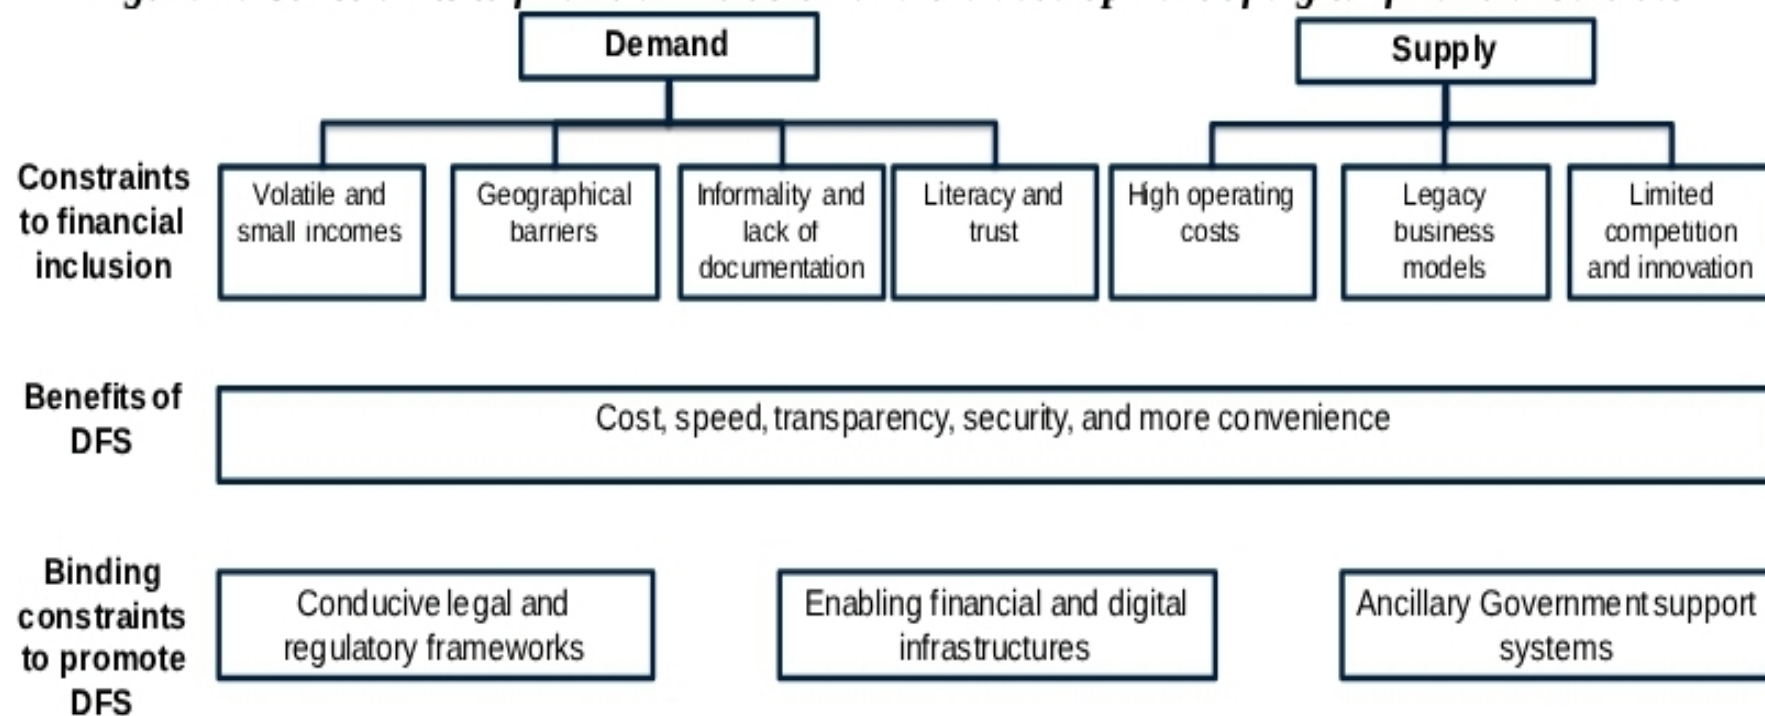 Demand
Supply
Constraints
to financial
inclusion
Volatile and
small incomes
Geographical
barriers
Informality and
lack of
documentation
Literacy and
trust
High operating
costs
Legacy
business
models
Limited
competition
and innovation
Benefits of
DFS
Cost, speed, transparency, security, and more convenience
Binding
constraints
to promote
DFS
Conducive legal and
regulatory frameworks
Enabling financial and digital
infrastructures
Ancillary Government support
systems